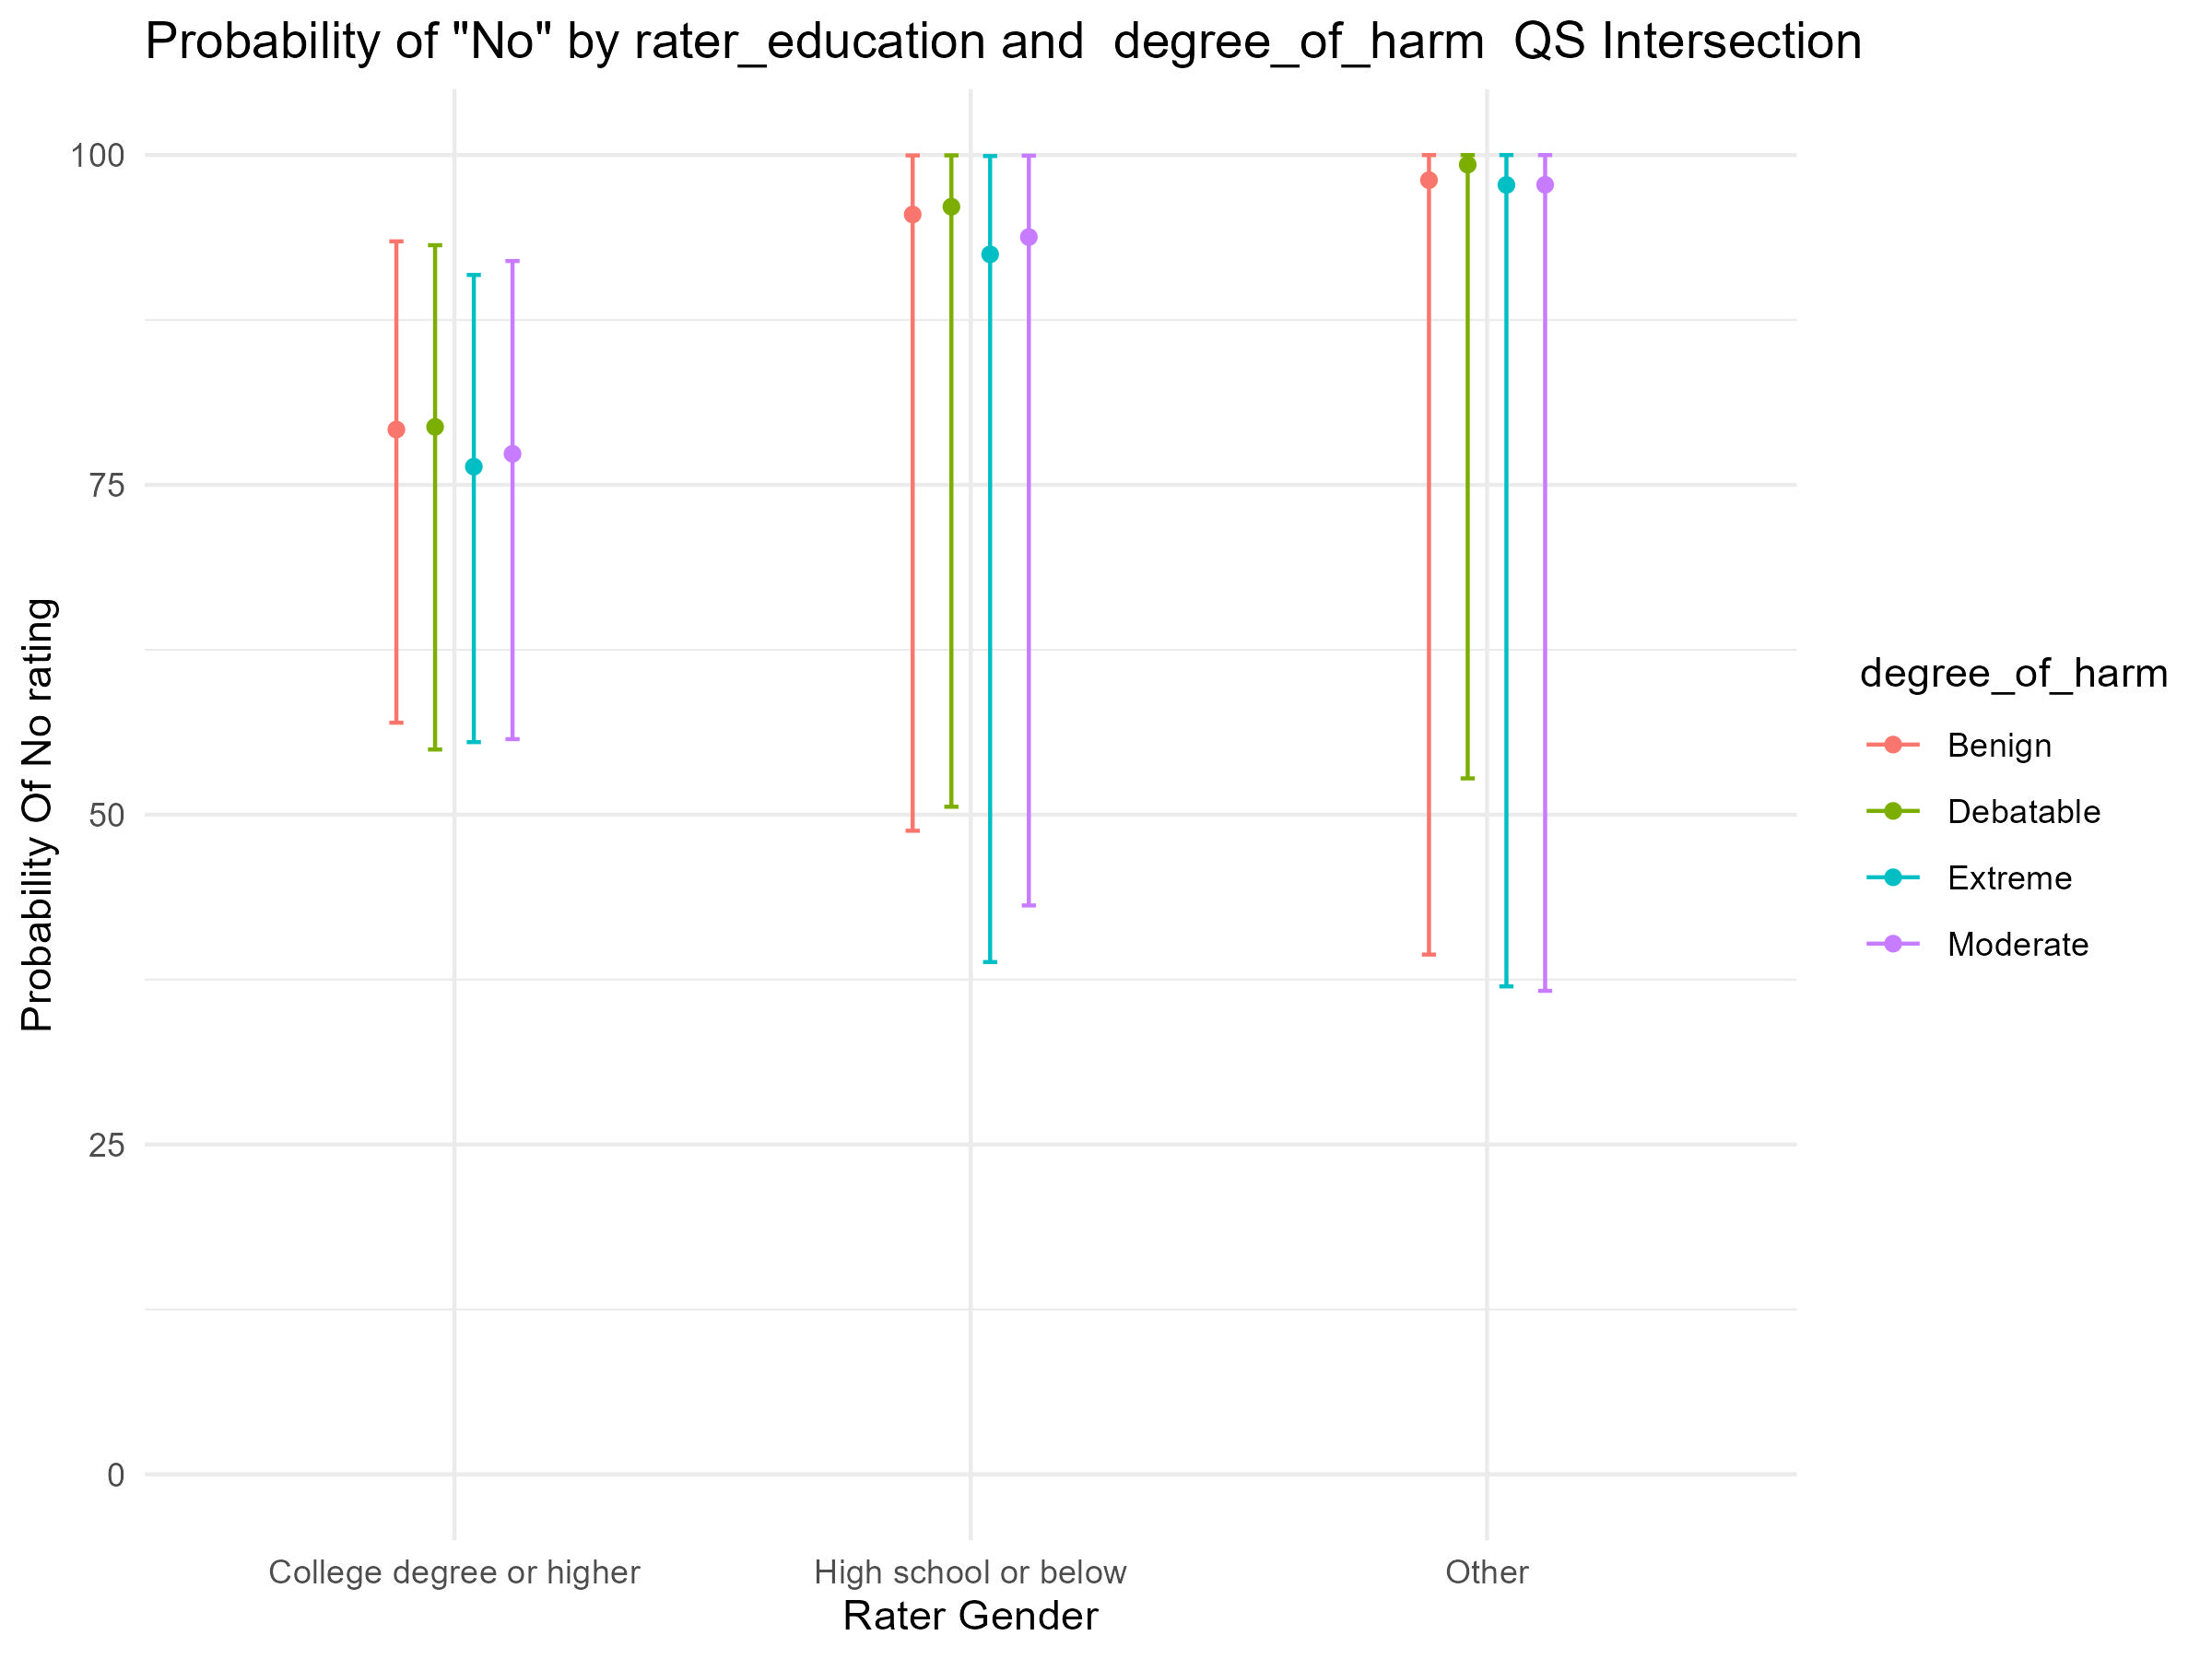 Probability of "No" by rater_education and  degree_of_harm  QS Intersection
Probability Of No rating
100
75
50
25
0
College degree or higher
High school or below
Other
Rater Gender
degree_of_harm
Benign
Debatable
Extreme
Moderate